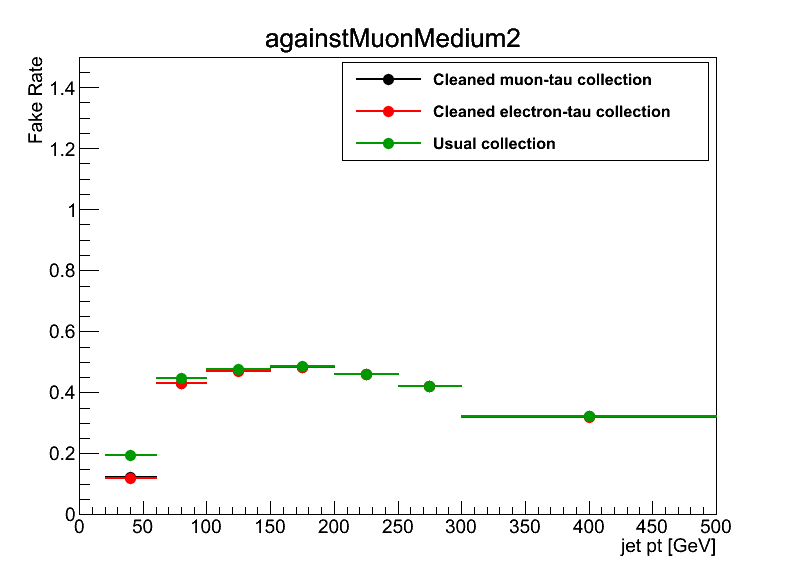 againstMuonMedium2
Fake Rate
Cleaned muon-tau collection
Cleaned electron-tau collection
Usual collection
1.4
1.2
1
0.8
0.6
0.4
0.2
0
0 50 100 150 200 250 300 350 400 450 500
jet pt [GeV]